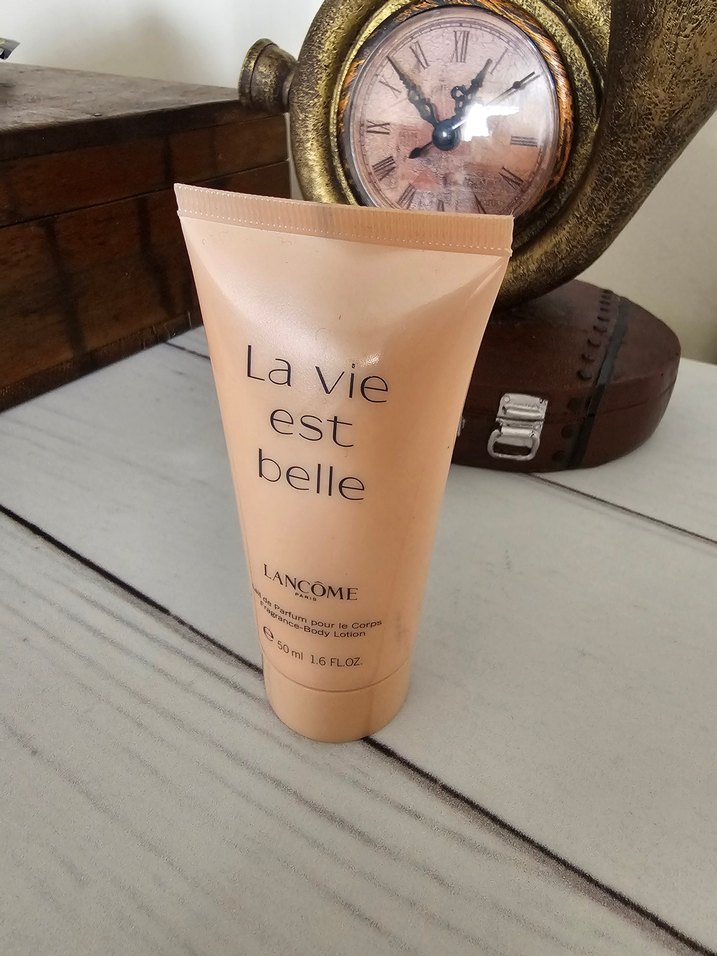 La vie
est
belle
LANCÔME
PARIS
de Parfum pour le Corps
Fragrance-Body Lotion
℮ 50 ml 1.6 FL.OZ.